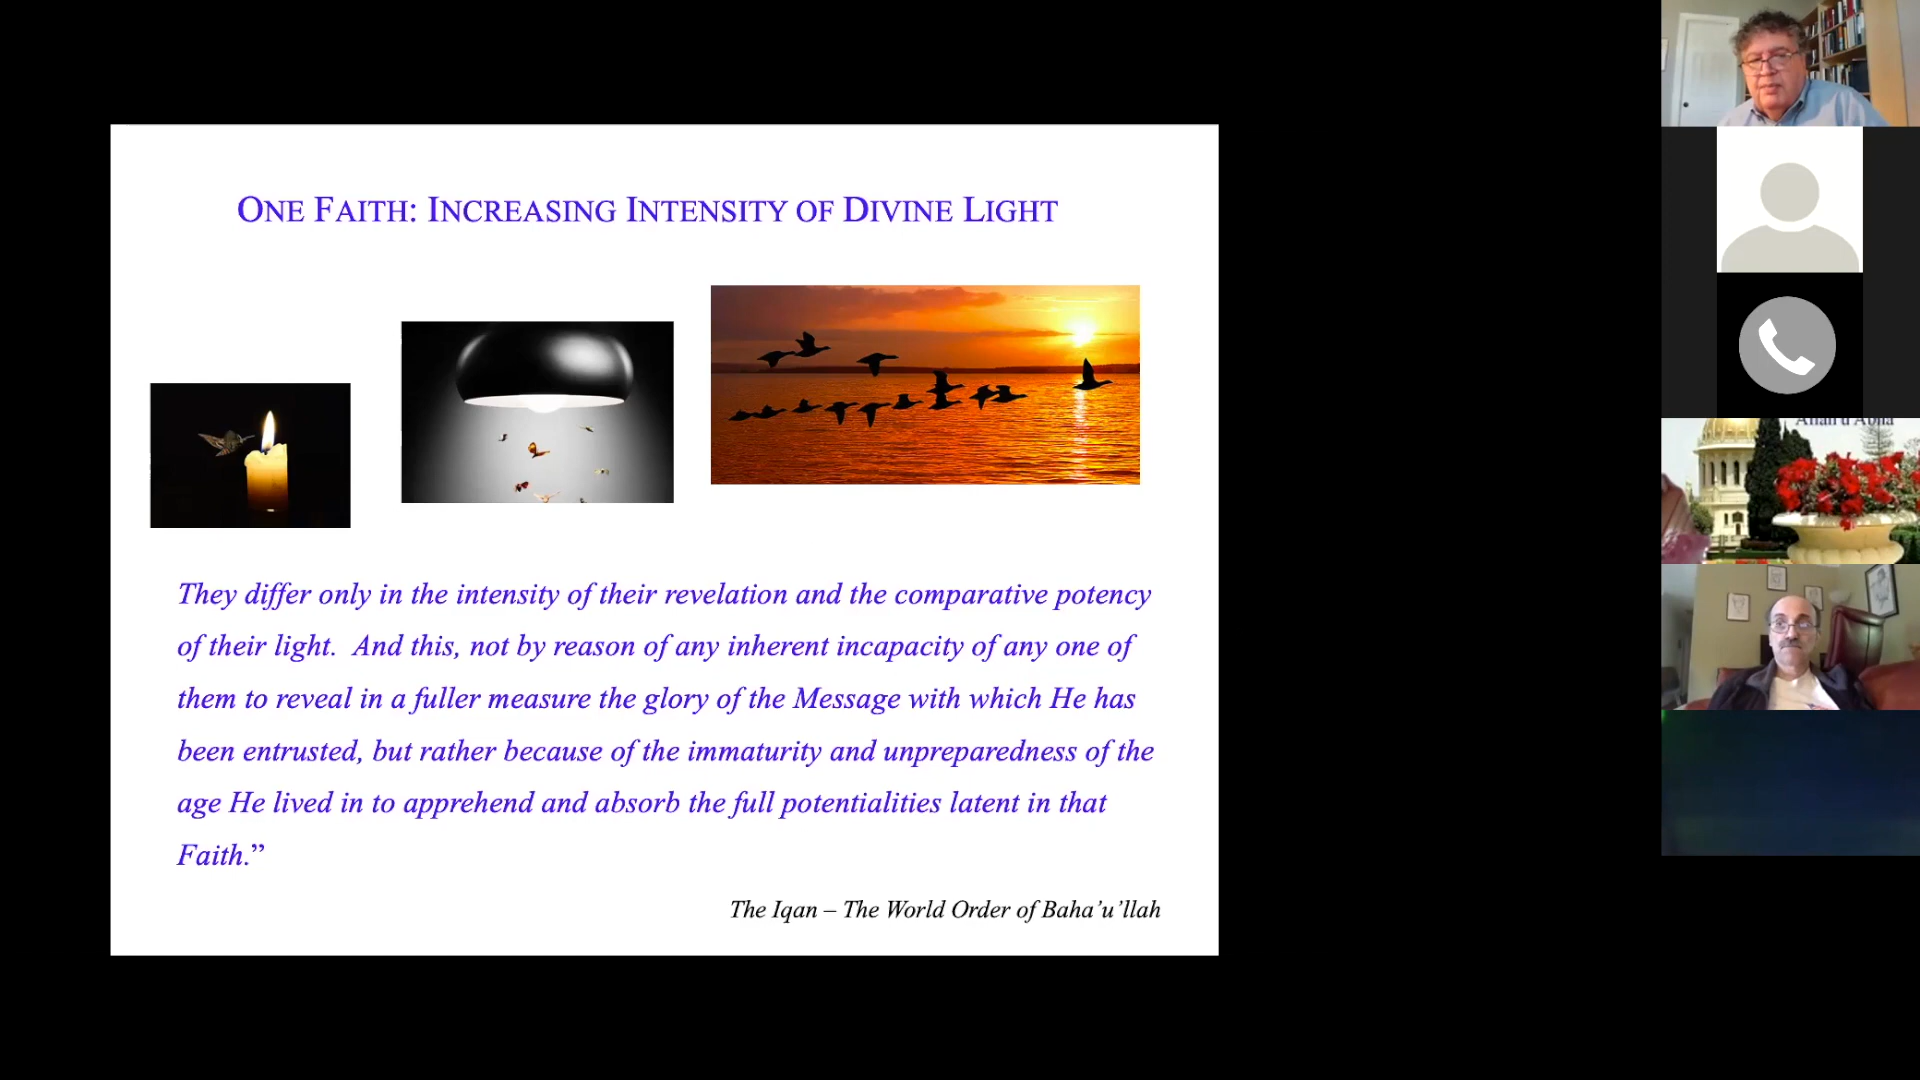 ONE FAITH: INCREASING INTENSITY OF DIVINE LIGHT
They differ only in the intensity of their revelation and the comparative potency
of their light.  And this, not by reason of any inherent incapacity of any one of
them to reveal in a fuller measure the glory of the Message with which He has
been entrusted, but rather because of the immaturity and unpreparedness of the
age He lived in to apprehend and absorb the full potentialities latent in that
Faith.”
The Iqan – The World Order of Baha’u’llah